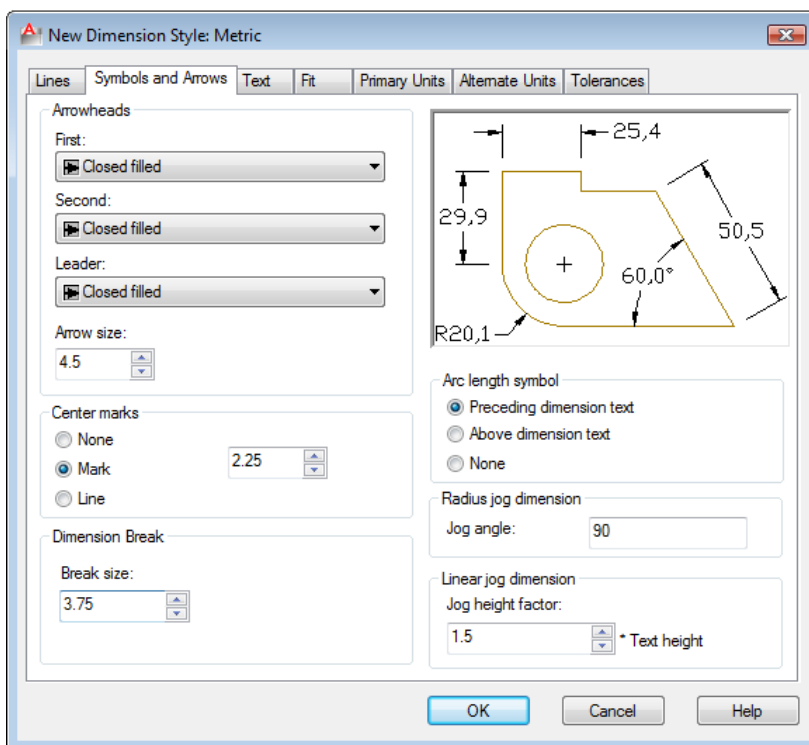 New Dimension Style: Metric
Lines
Symbols and Arrows
Text
Fit
Primary Units
Alternate Units
Tolerances
Arrowheads
First:
Closed filled
Second:
Closed filled
Leader:
Closed filled
Arrow size:
4.5
Center marks
None
Mark
Line
2.25
Dimension Break
Break size:
3.75
25,4
29,9
50,5
60,0°
R20,1
Arc length symbol
Preceding dimension text
Above dimension text
None
Radius jog dimension
Jog angle:
90
Linear jog dimension
Jog height factor:
1.5
* Text height
OK
Cancel
Help